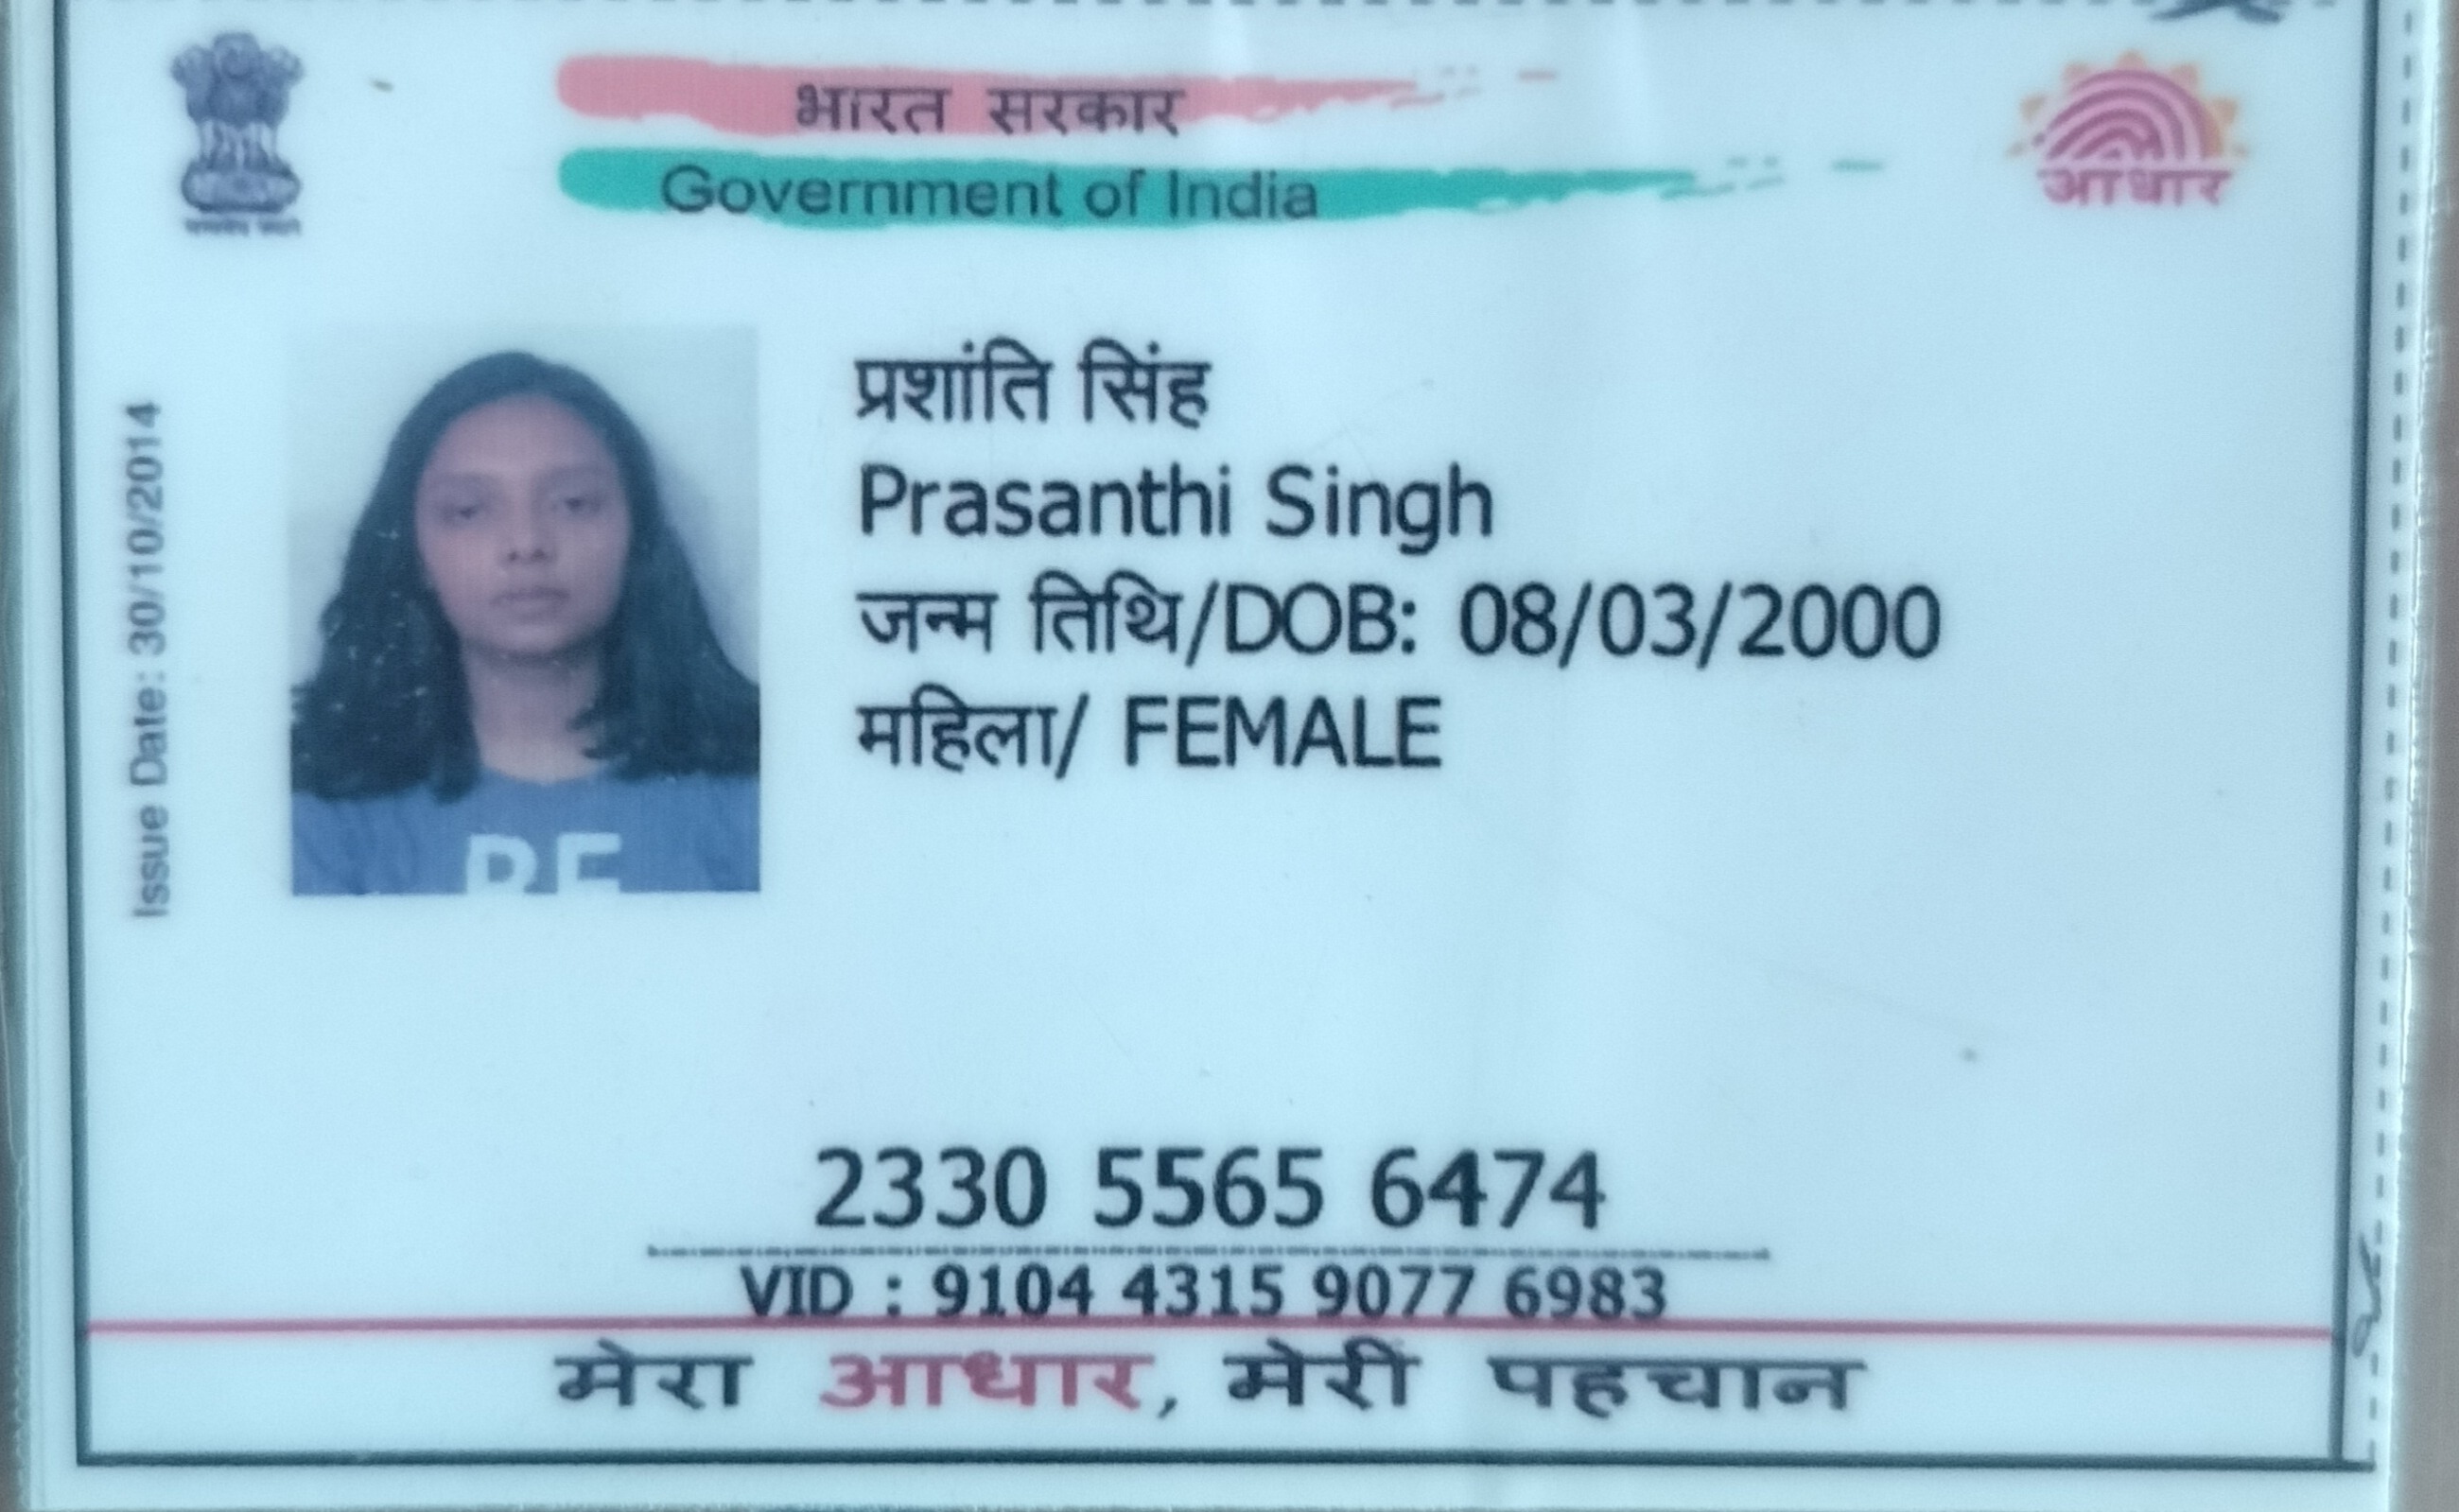 भारत सरकार
Government of India
आधार
Issue Date: 30/10/2014
प्रशांति सिंह
Prasanthi Singh
जन्म तिथि/DOB: 08/03/2000
महिला/ FEMALE
2330 5565 6474
VID : 9104 4315 9077 6983
मेरा आधार, मेरी पहचान